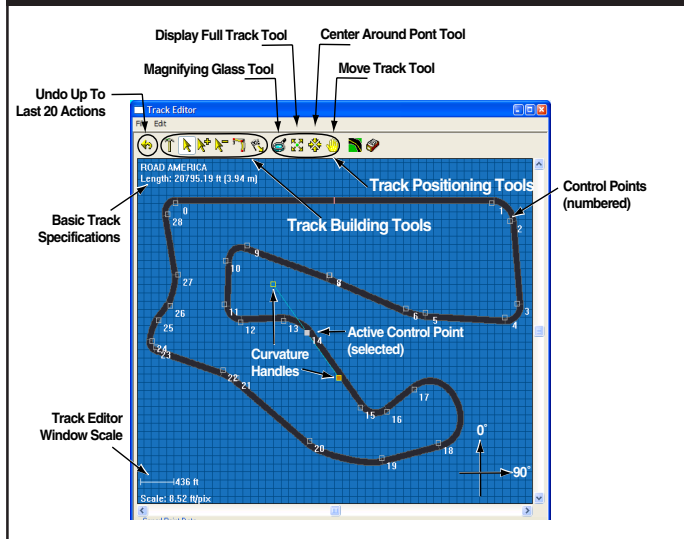 Display Full Track Tool
Center Around Pont Tool
Magnifying Glass Tool
Move Track Tool
Undo Up To
Last 20 Actions
Track Editor
File Edit
ROAD AMERICA
Length: 20795.19 ft (3.94 m)
Track Positioning Tools
Control Points
(numbered)
Basic Track
Specifications
Track Building Tools
0
1
2
28
9
10
8
27
11
12
26
25
13
14
6
5
4
3
Active Control Point
(selected)
Curvature
Handles
24
23
22
21
15
16
17
Track Editor
Window Scale
20
19
18
0°
90°
436 ft
Scale: 8.52 ft/pix